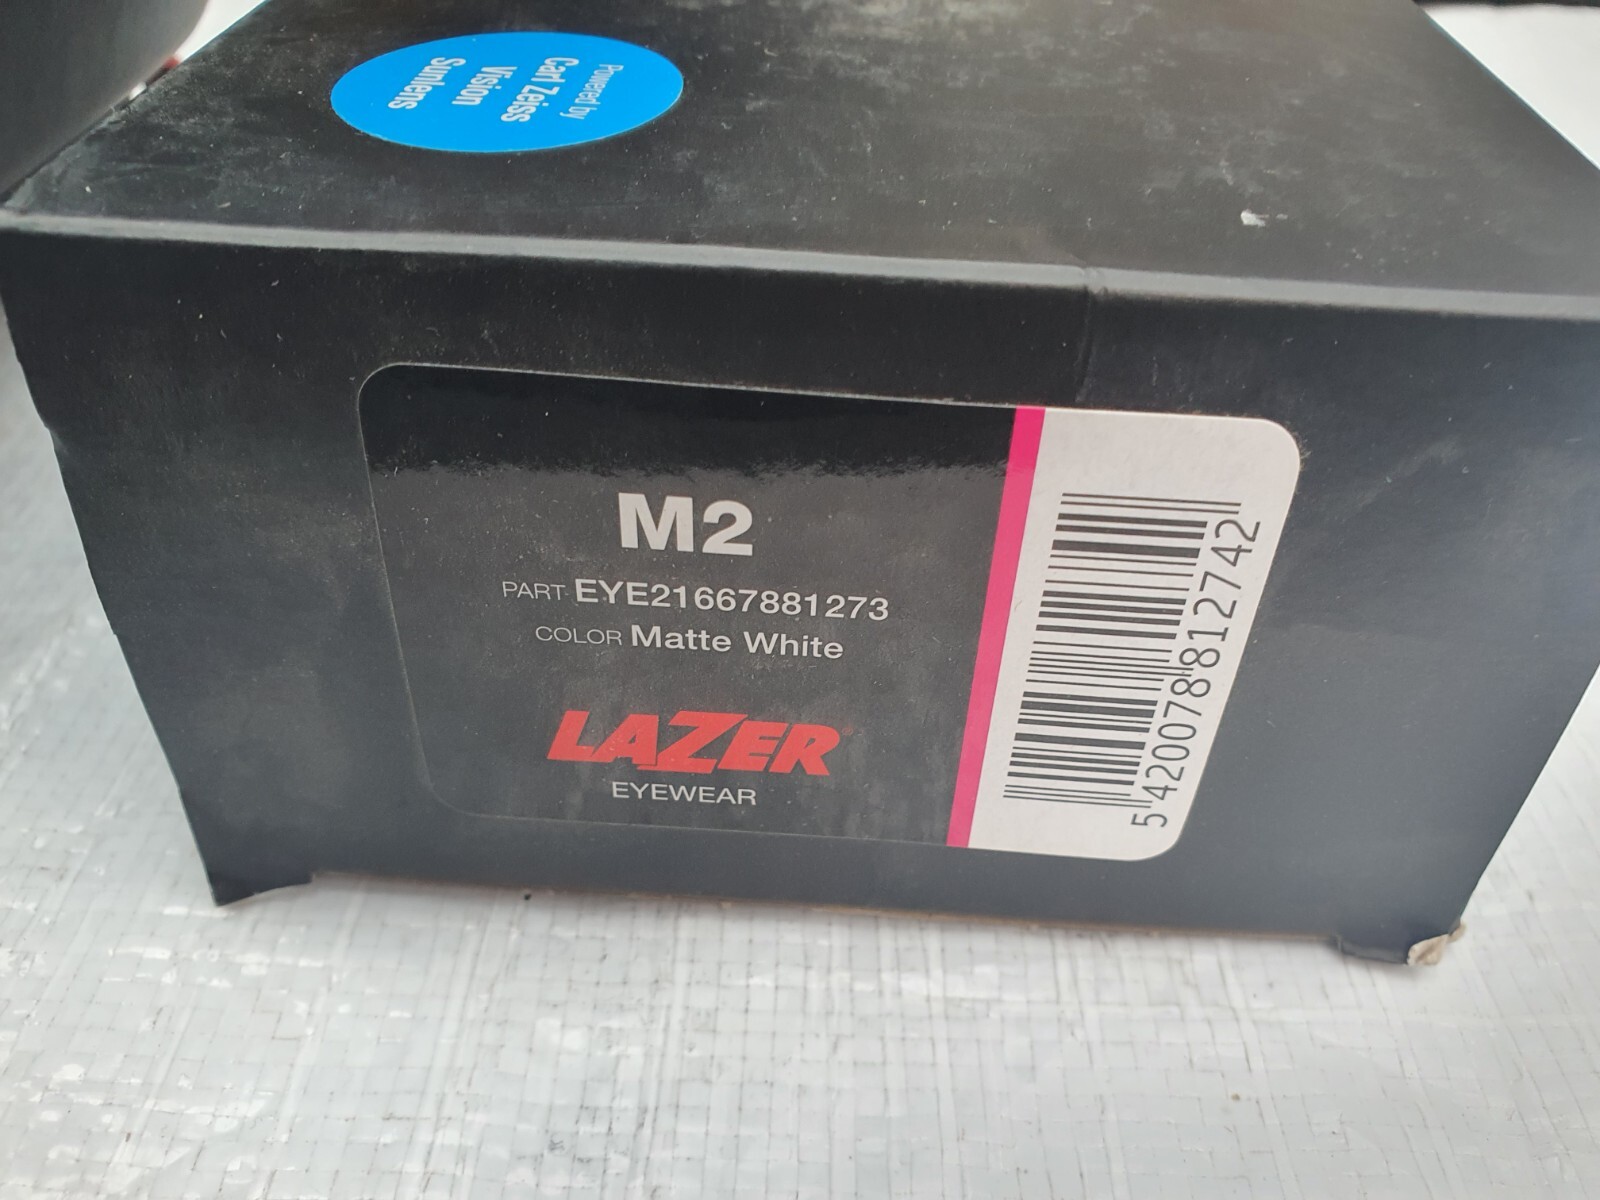 Powered by
Carl Zeiss
Vision
Sunlens
M2
PART EYE21667881273
COLOR Matte White
LAZER®
EYEWEAR
5 420078 812742